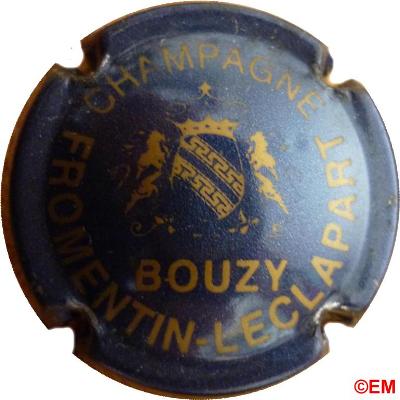 CHAMPAGNE
BOUZY
FROMENTIN-LECLAPART
©EM